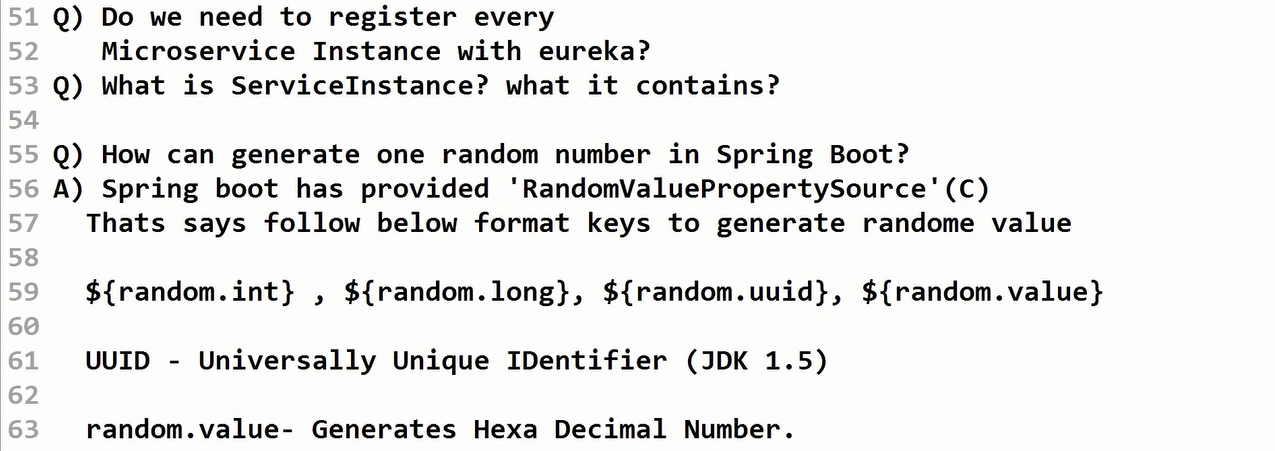 51 Q) Do we need to register every
52    Microservice Instance with eureka?
53 Q) What is ServiceInstance? what it contains?
54
55 Q) How can generate one random number in Spring Boot?
56 A) Spring boot has provided 'RandomValuePropertySource'(C)
57   Thats says follow below format keys to generate randome value
58
59   ${random.int} , ${random.long}, ${random.uuid}, ${random.value}
60
61   UUID - Universally Unique IDentifier (JDK 1.5)
62
63   random.value- Generates Hexa Decimal Number.